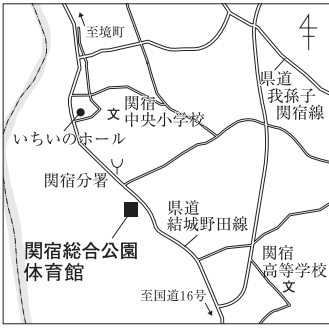 至境町
県道
我孫子
関宿線
関宿
中央小学校
文
いちいのホール
関宿分署
県道
結城野田線
関宿総合公園
体育館
関宿
高等学校
文
至国道16号